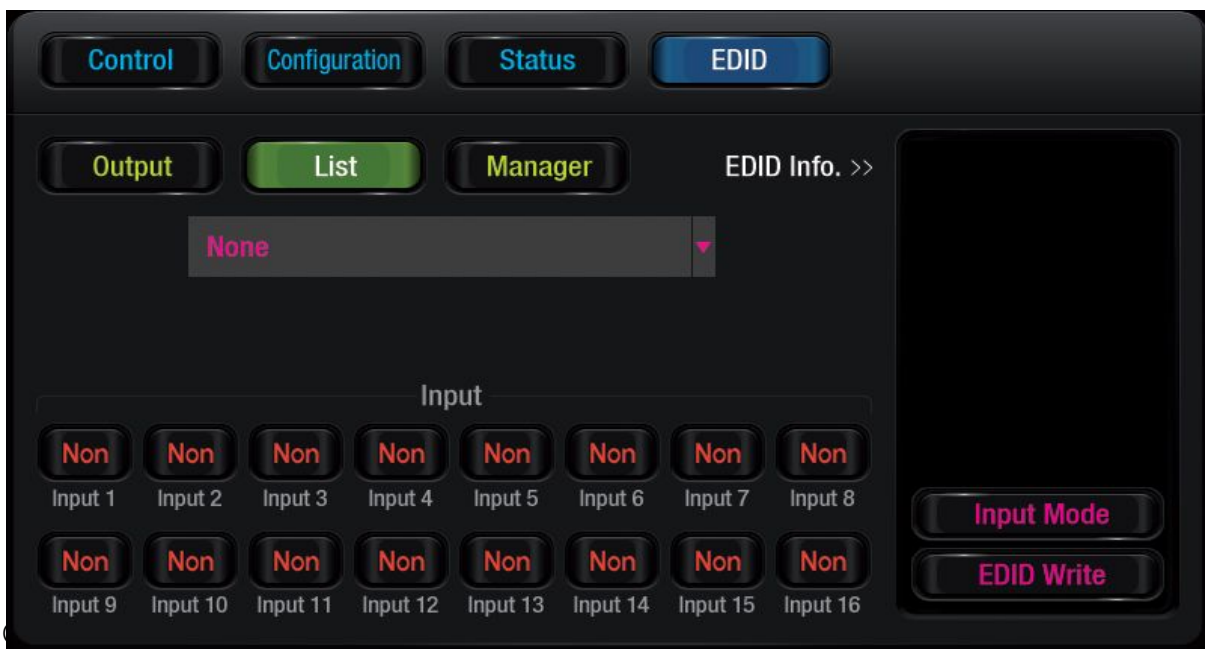 Control Configuration Status EDID
Output List Manager EDID Info. >>
None
Input
Non Non Non Non Non Non Non Non
Input 1 Input 2 Input 3 Input 4 Input 5 Input 6 Input 7 Input 8
Input Mode
Non Non Non Non Non Non Non Non
EDID Write
Input 9 Input 10 Input 11 Input 12 Input 13 Input 14 Input 15 Input 16